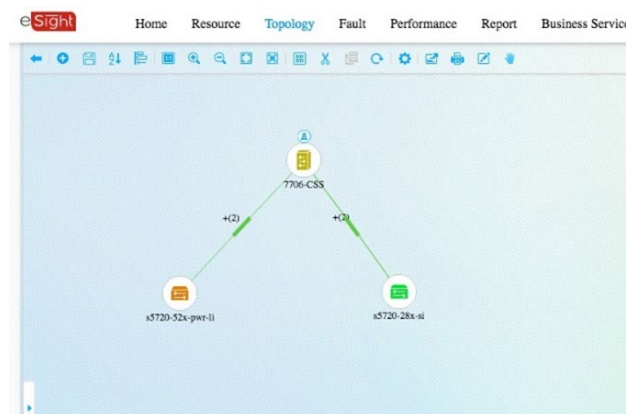 eSight Home Resource Topology Fault Performance Report Business Service
7706-CSS
+(2) +(2)
s5720-52x-pwr-li s5720-28x-si